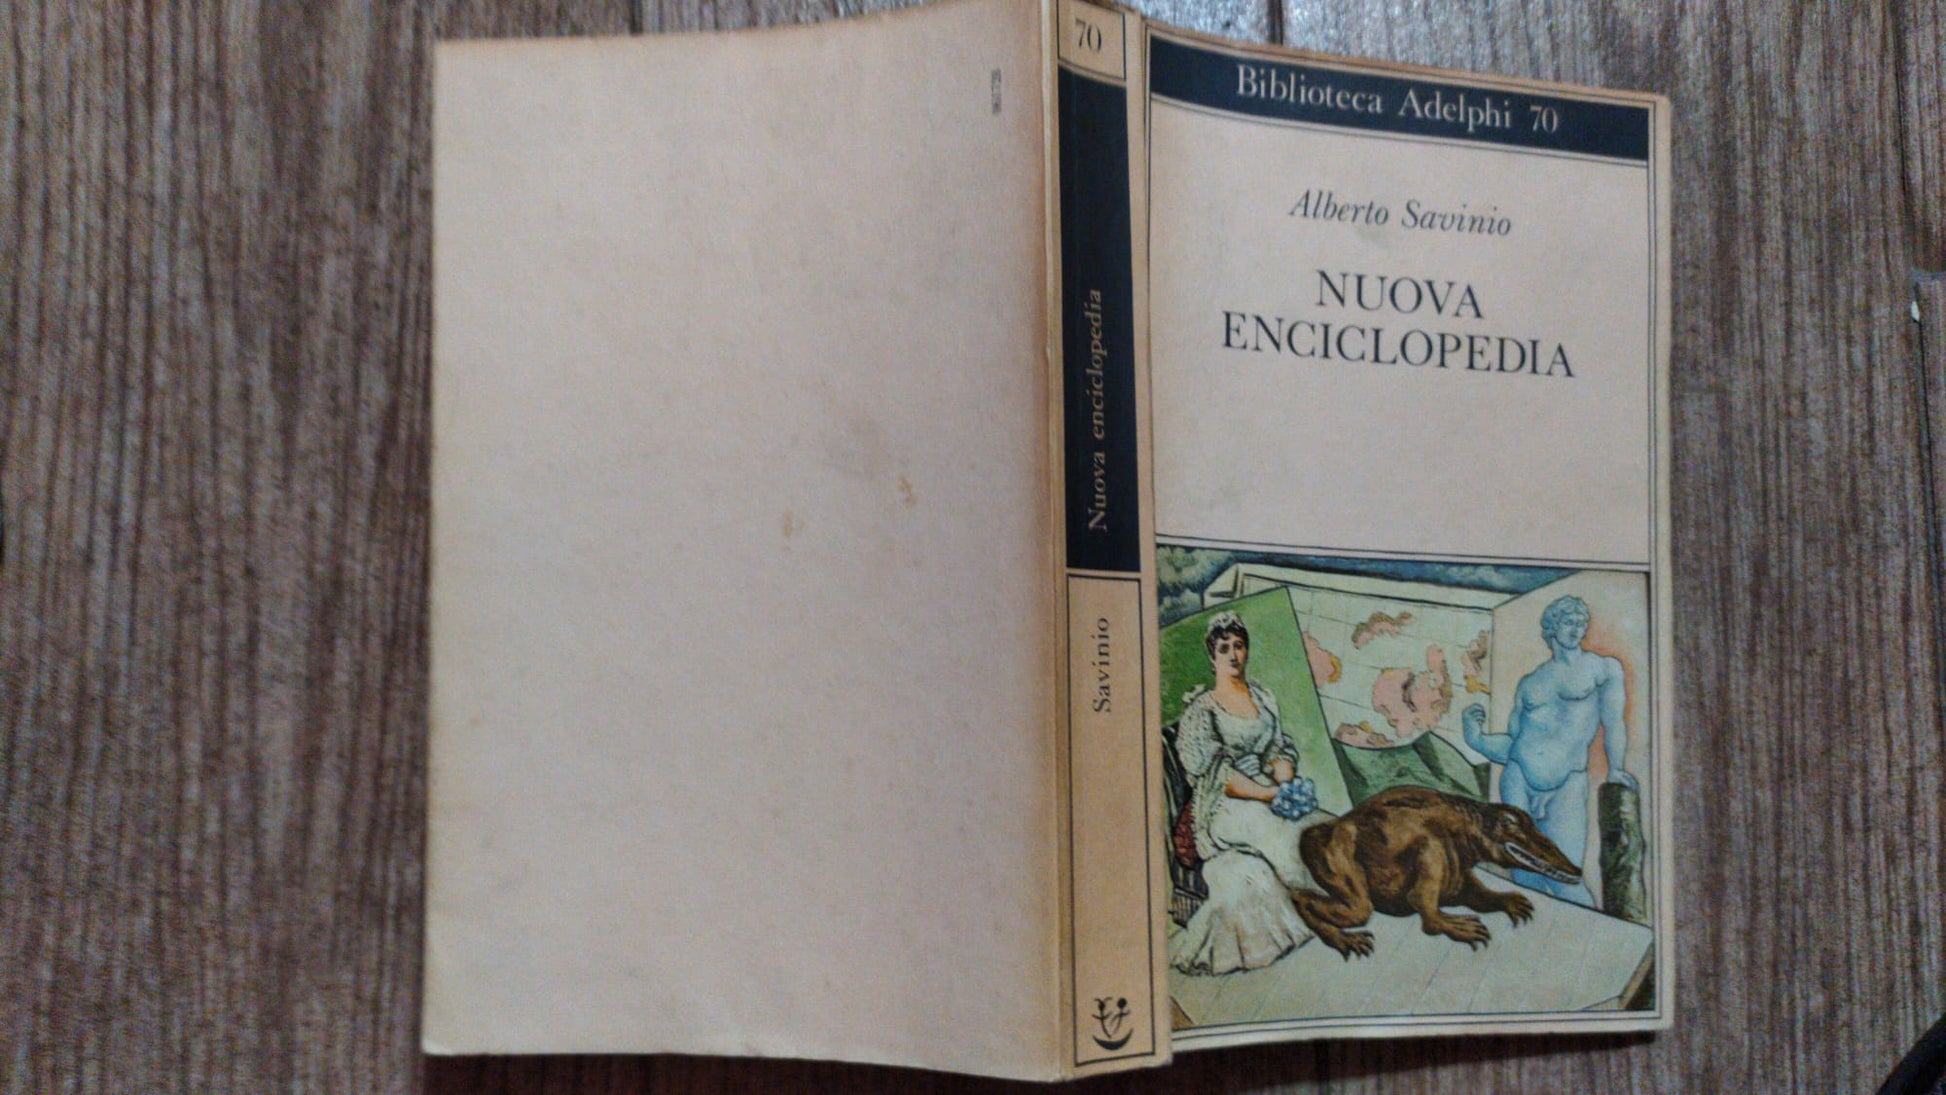 70
Nuova enciclopedia
Savinio
Biblioteca Adelphi 70
Alberto Savinio
NUOVA
ENCICLOPEDIA